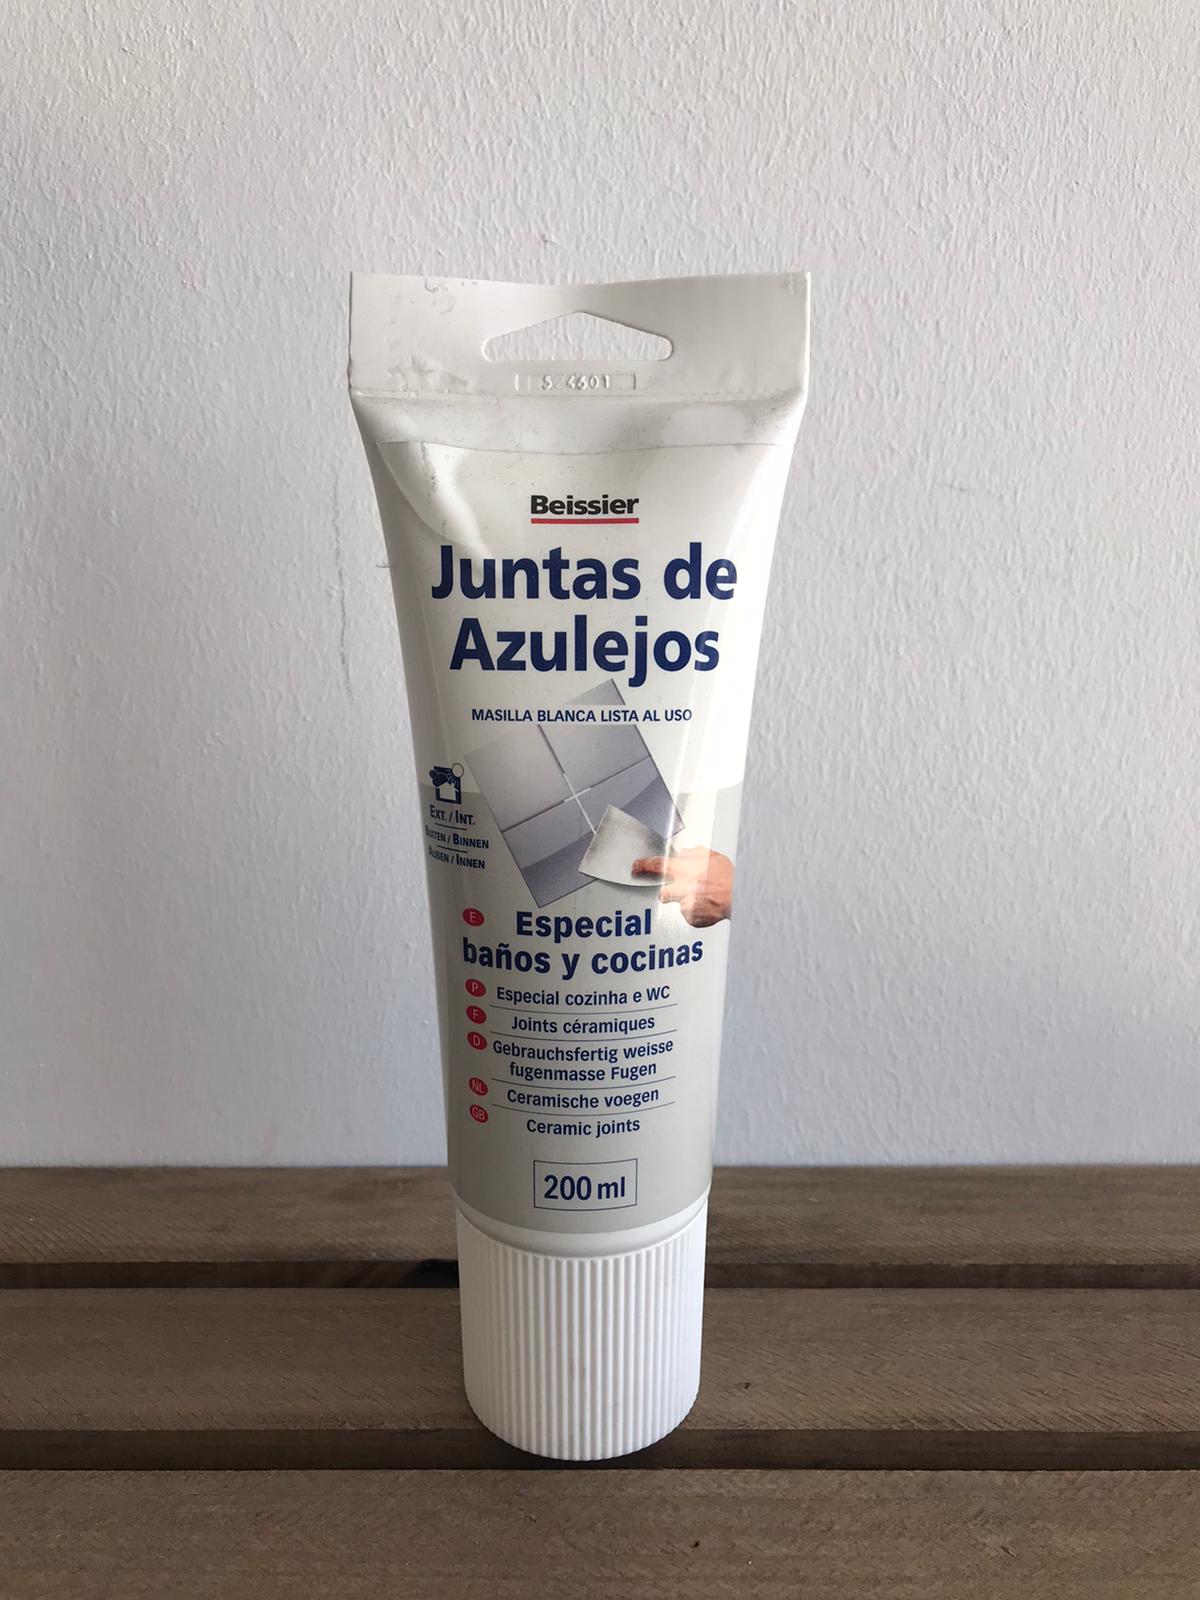 524601
Beissier
Juntas de
Azulejos
MASILLA BLANCA LISTA AL USO
EXT. / INT.
BUITEN / BINNEN
AUßEN / INNEN
E Especial
baños y cocinas
P Especial cozinha e WC
F Joints céramiques
D Gebrauchsfertig weisse
fugenmasse Fugen
NL Ceramische voegen
GB Ceramic joints
200 ml